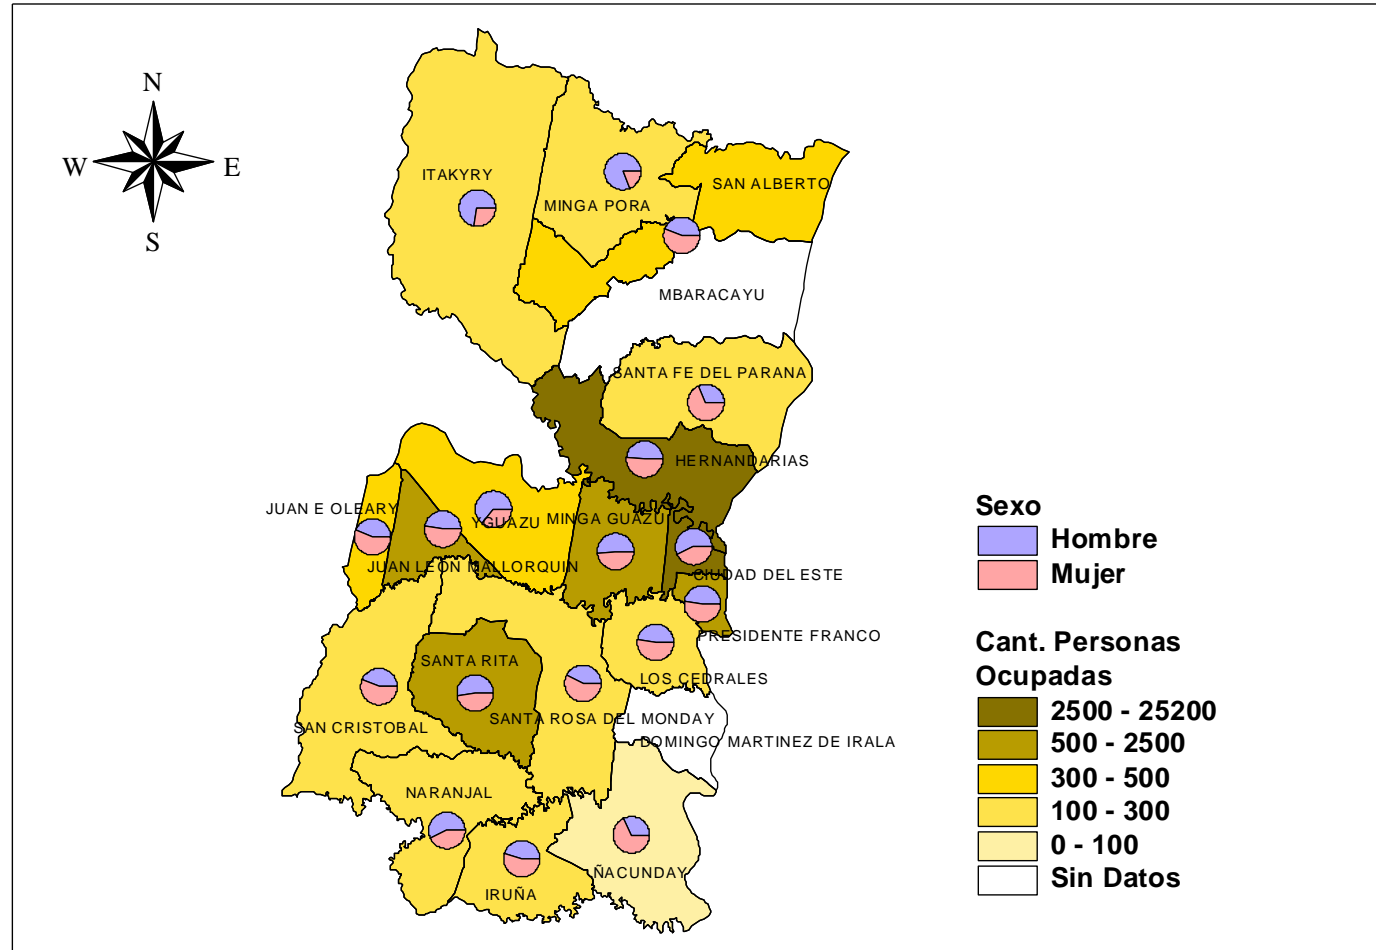 N
W
E
S
ITAKYRY
MINGA PORA
SAN ALBERTO
MBARACAYU
SANTA FE DEL PARANA
HERNANDARIAS
JUAN E OLEARY
YGUAZU
MINGA GUAZU
JUAN LEON MALLORQUIN
CIUDAD DEL ESTE
PRESIDENTE FRANCO
SANTA RITA
LOS CEDRALES
SAN CRISTOBAL
SANTA ROSA DEL MONDAY
DOMINGO MARTINEZ DE IRALA
NARANJAL
IRUÑA
ÑACUNDAY
Sexo
Hombre
Mujer
Cant. Personas
Ocupadas
2500 - 25200
500 - 2500
300 - 500
100 - 300
0 - 100
Sin Datos